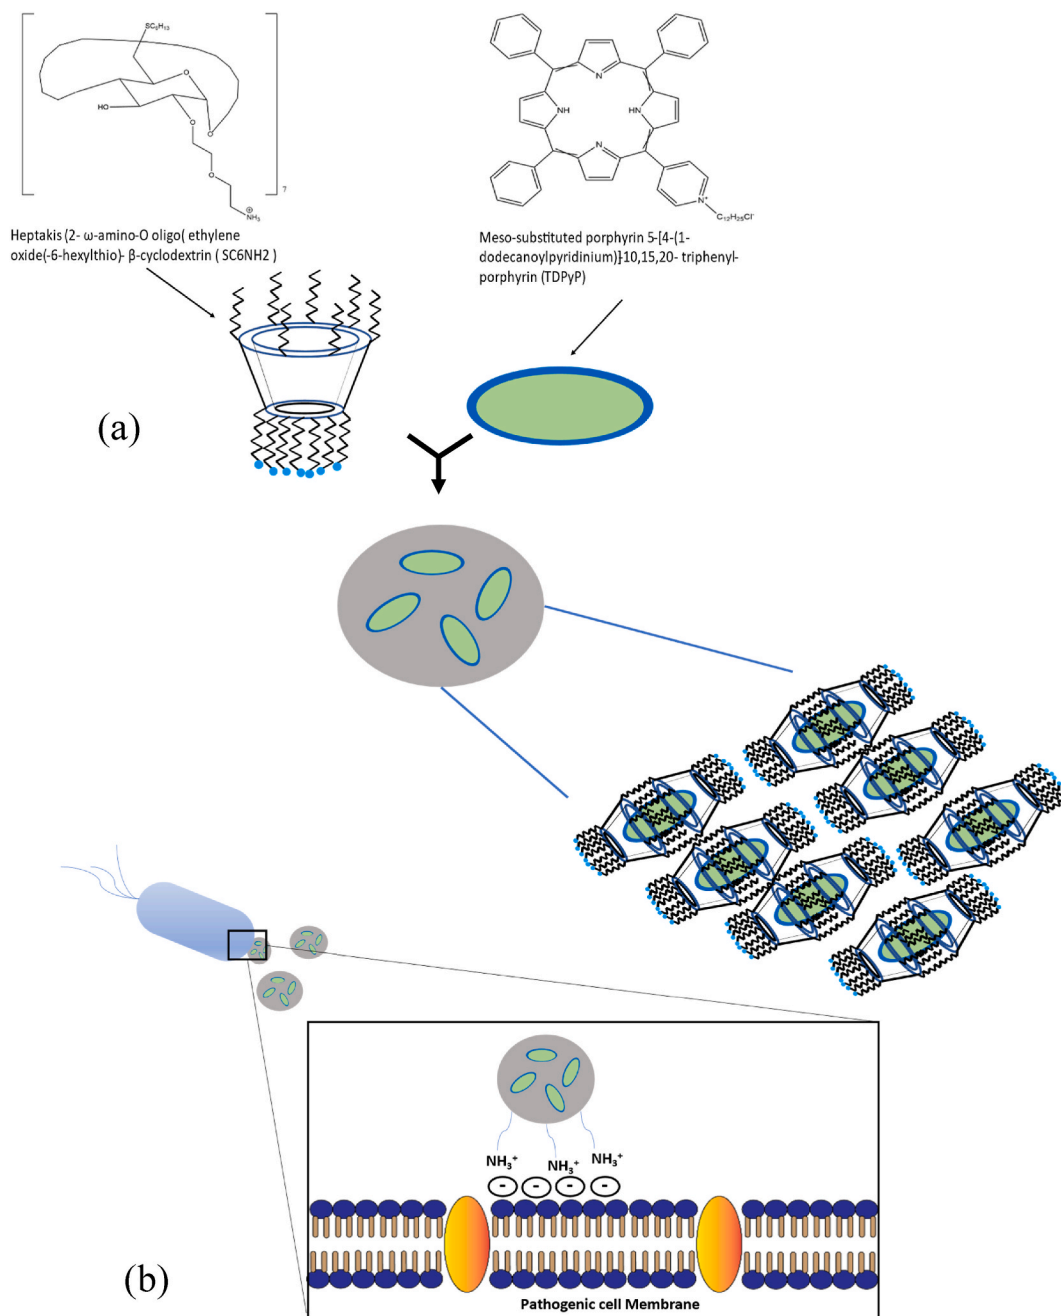 SC₆H₁₃
O
HO
O
O
O
NH₃
⊕
7
N
NH
HN
N
N⁺
C₁₂H₂₅Cl⁻
Heptakis (2- ω-amino-O oligo( ethylene
oxide(-6-hexylthio)- β-cyclodextrin ( SC6NH2 )
Meso-substituted porphyrin 5-[4-(1-
dodecanoylpyridinium)}-10,15,20- triphenyl-
porphyrin (TDPyP)
(a)
NH₃⁺
NH₃⁺
NH₃⁺
- - - -
Pathogenic cell Membrane
(b)